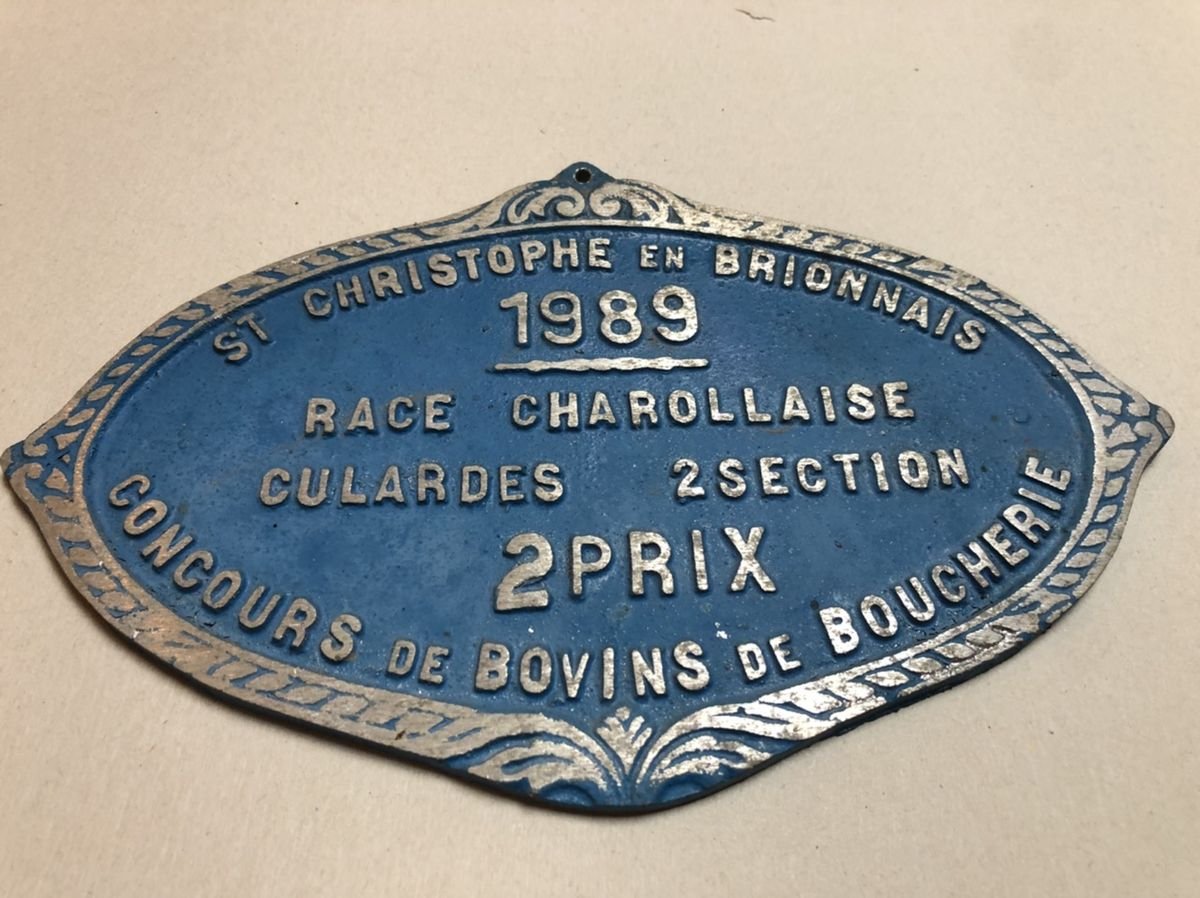 ST CHRISTOPHE EN BRIONNAIS
1989
RACE CHAROLLAISE
CULARDES 2SECTION
2PRIX
CONCOURS DE BOVINS DE BOUCHERIE